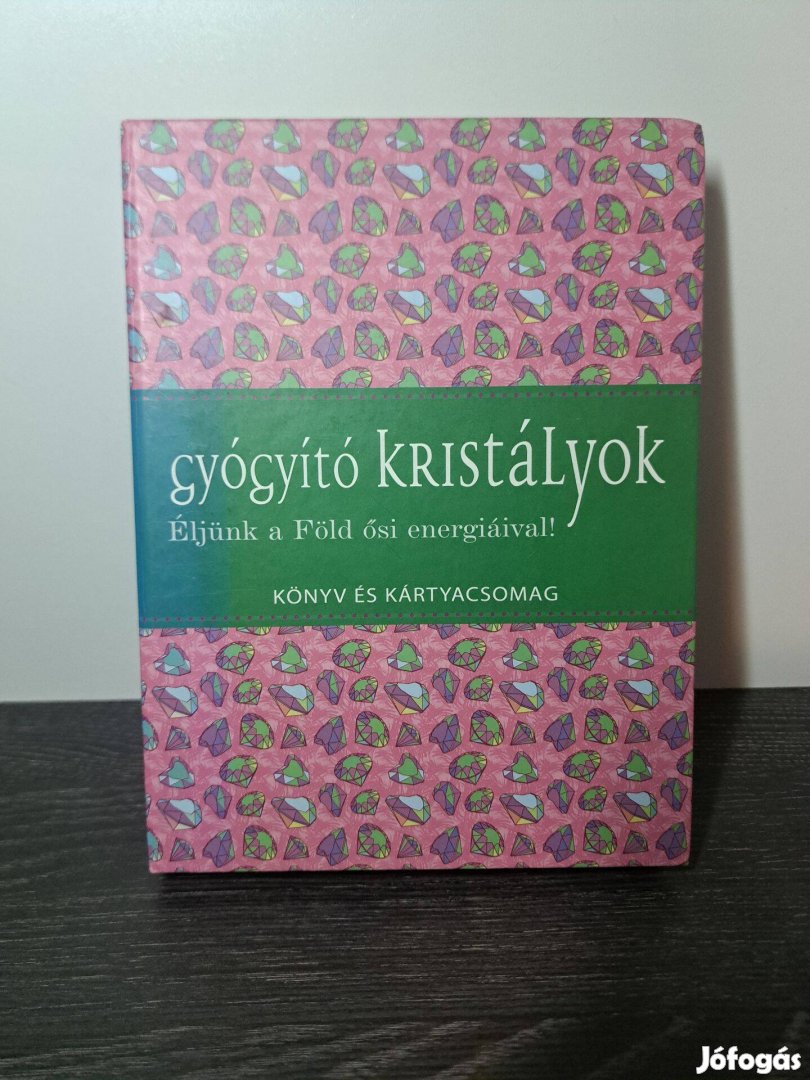 gyógyító kristályok
Éljünk a Föld ősi energiáival!
KÖNYV ÉS KÁRTYACSOMAG
Jófogás